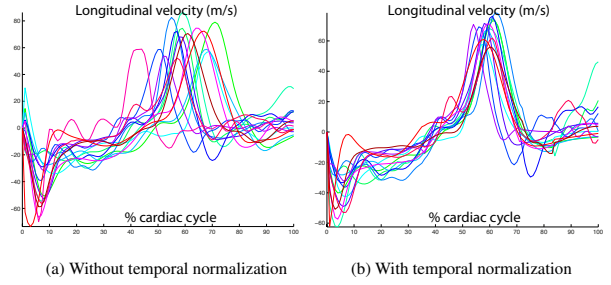 Longitudinal velocity (m/s)
80
60
40
20
0
-20
-40
-60
% cardiac cycle
0 10 20 30 40 50 60 70 80 90 100
(a) Without temporal normalization
Longitudinal velocity (m/s)
80
60
40
20
0
-20
-40
-60
% cardiac cycle
0 10 20 30 40 50 60 70 80 90 100
(b) With temporal normalization